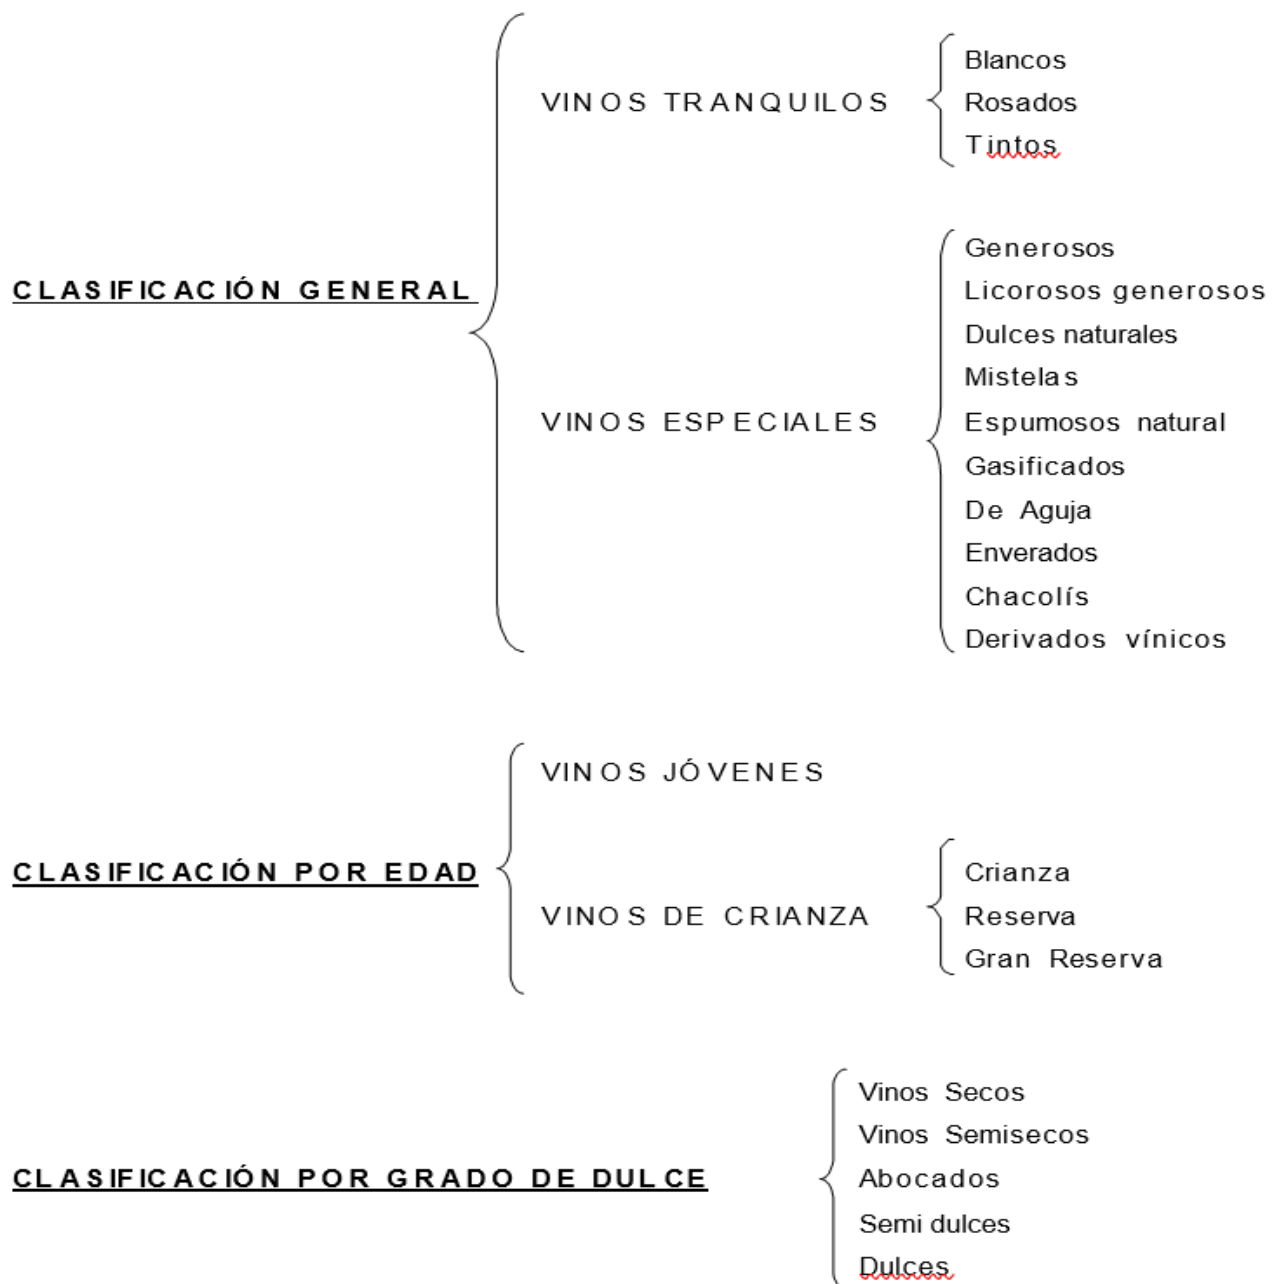 VINOS TRANQUILOS
Blancos
Rosados
Tintos
CLASIFICACIÓN GENERAL
VINOS ESPECIALES
Generosos
Licorosos generosos
Dulces naturales
Mistelas
Espumosos natural
Gasificados
De Aguja
Enverados
Chacolís
Derivados vínicos
CLASIFICACIÓN POR EDAD
VINOS JÓVENES
VINOS DE CRIANZA
Crianza
Reserva
Gran Reserva
CLASIFICACIÓN POR GRADO DE DULCE
Vinos Secos
Vinos Semisecos
Abocados
Semi dulces
Dulces